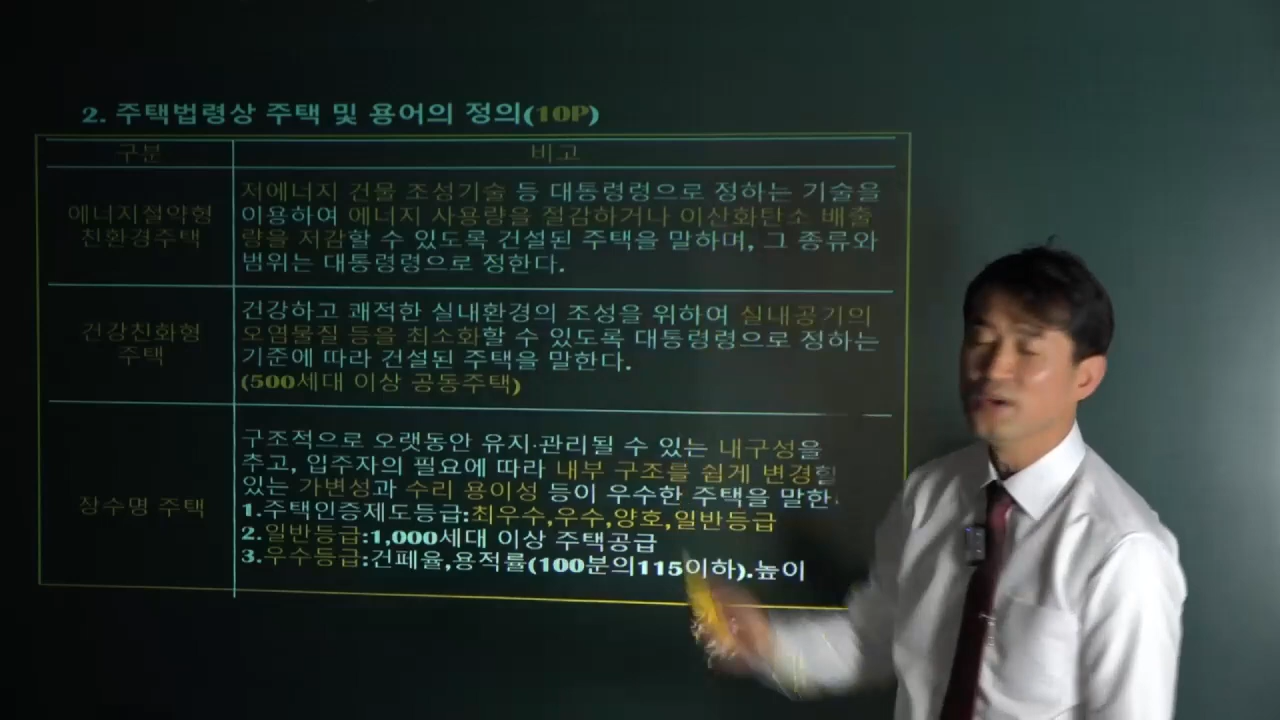 2. 주택법령상 주택 및 용어의 정의(10P)
구분
비고
에너지절약형
친환경주택
저에너지 건물 조성기술 등 대통령령으로 정하는 기술을
이용하여 에너지 사용량을 절감하거나 이산화탄소 배출
량을 저감할 수 있도록 건설된 주택을 말하며, 그 종류와
범위는 대통령령으로 정한다.
건강친화형
주택
건강하고 쾌적한 실내환경의 조성을 위하여 실내공기의
오염물질 등을 최소화할 수 있도록 대통령령으로 정하는
기준에 따라 건설된 주택을 말한다.
(500세대 이상 공동주택)
장수명 주택
구조적으로 오랫동안 유지·관리될 수 있는 내구성을
추고, 입주자의 필요에 따라 내부 구조를 쉽게 변경할
있는 가변성과 수리 용이성 등이 우수한 주택을 말한
1.주택인증제도등급:최우수,우수,양호,일반등급
2.일반등급:1,000세대 이상 주택공급
3.우수등급:건폐율,용적률(100분의115이하).높이